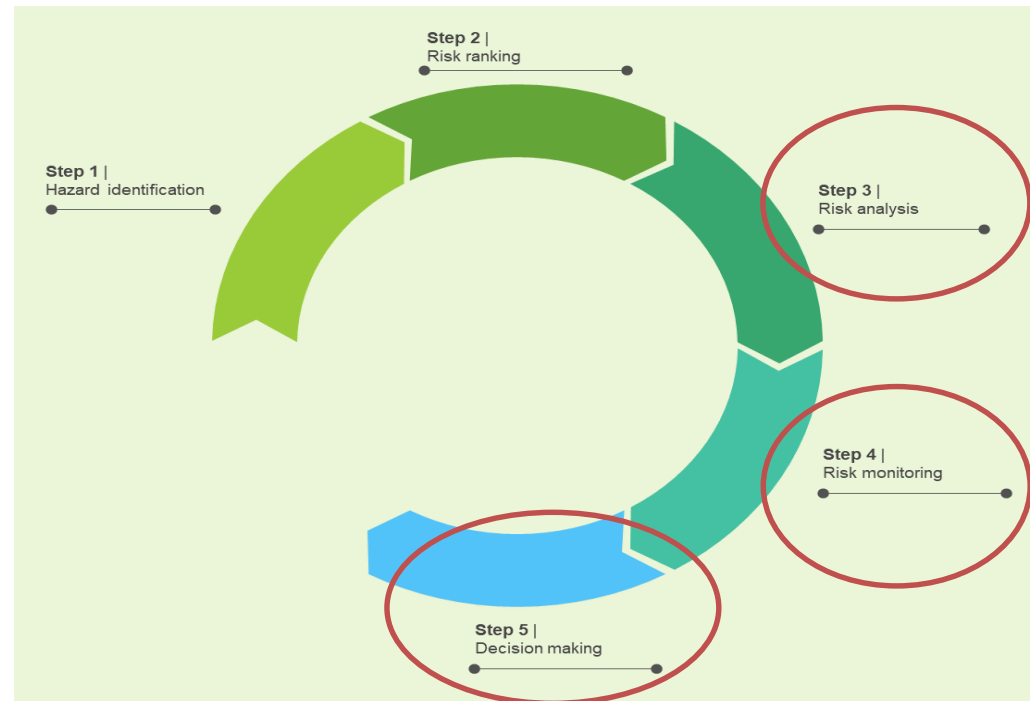 Step 1 |
Hazard identification
Step 2 |
Risk ranking
Step 3 |
Risk analysis
Step 4 |
Risk monitoring
Step 5 |
Decision making